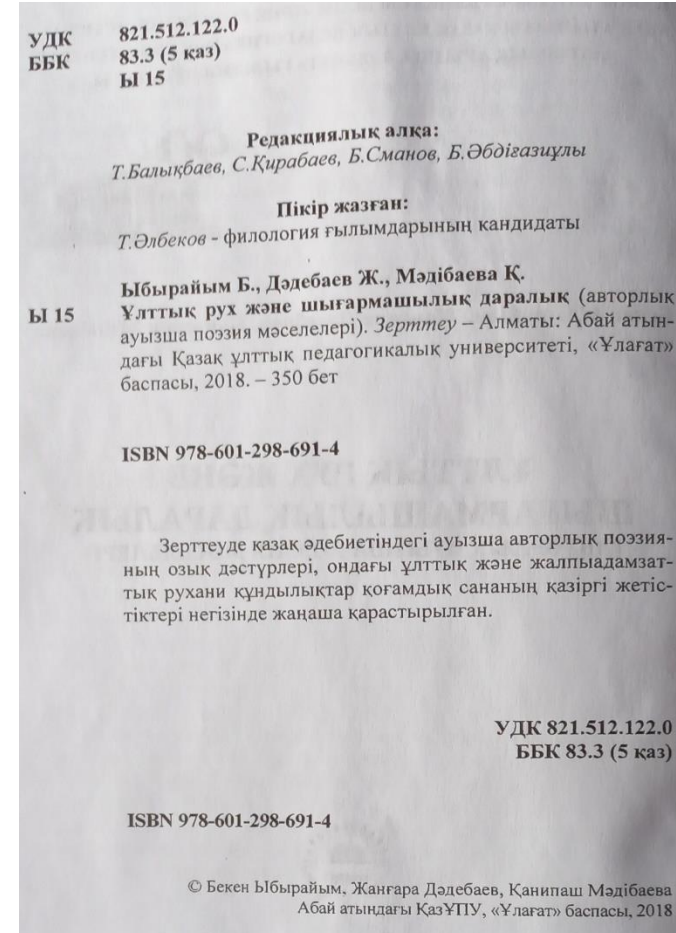 УДК 821.512.122.0
ББК 83.3 (5 қаз)
Ы 15
Редакциялық алқа:
Т.Балықбаев, С.Қирабаев, Б.Сманов, Б.Әбдіғазиұлы
Пікір жазған:
Т.Әлбеков - филология ғылымдарының кандидаты
Ыбырайым Б., Дәдебаев Ж., Мәдібаева Қ.
Ы 15 Ұлттық рух және шығармашылық даралық (авторлық
ауызша поэзия мәселелері). Зерттеу – Алматы: Абай атын-
дағы Қазақ ұлттық педагогикалық университеті, «Ұлағат»
баспасы, 2018. – 350 бет
ISBN 978-601-298-691-4
Зерттеуде қазақ әдебиетіндегі ауызша авторлық поэзия-
ның озық дәстүрлері, ондағы ұлттық және жалпыадамзат-
тық рухани құндылықтар қоғамдық сананың қазіргі жетіс-
тіктері негізінде жаңаша қарастырылған.
УДК 821.512.122.0
ББК 83.3 (5 қаз)
ISBN 978-601-298-691-4
© Бекен Ыбырайым, Жанғара Дәдебаев, Қанипаш Мәдібаева
Абай атындағы ҚазҰПУ, «Ұлағат» баспасы, 2018